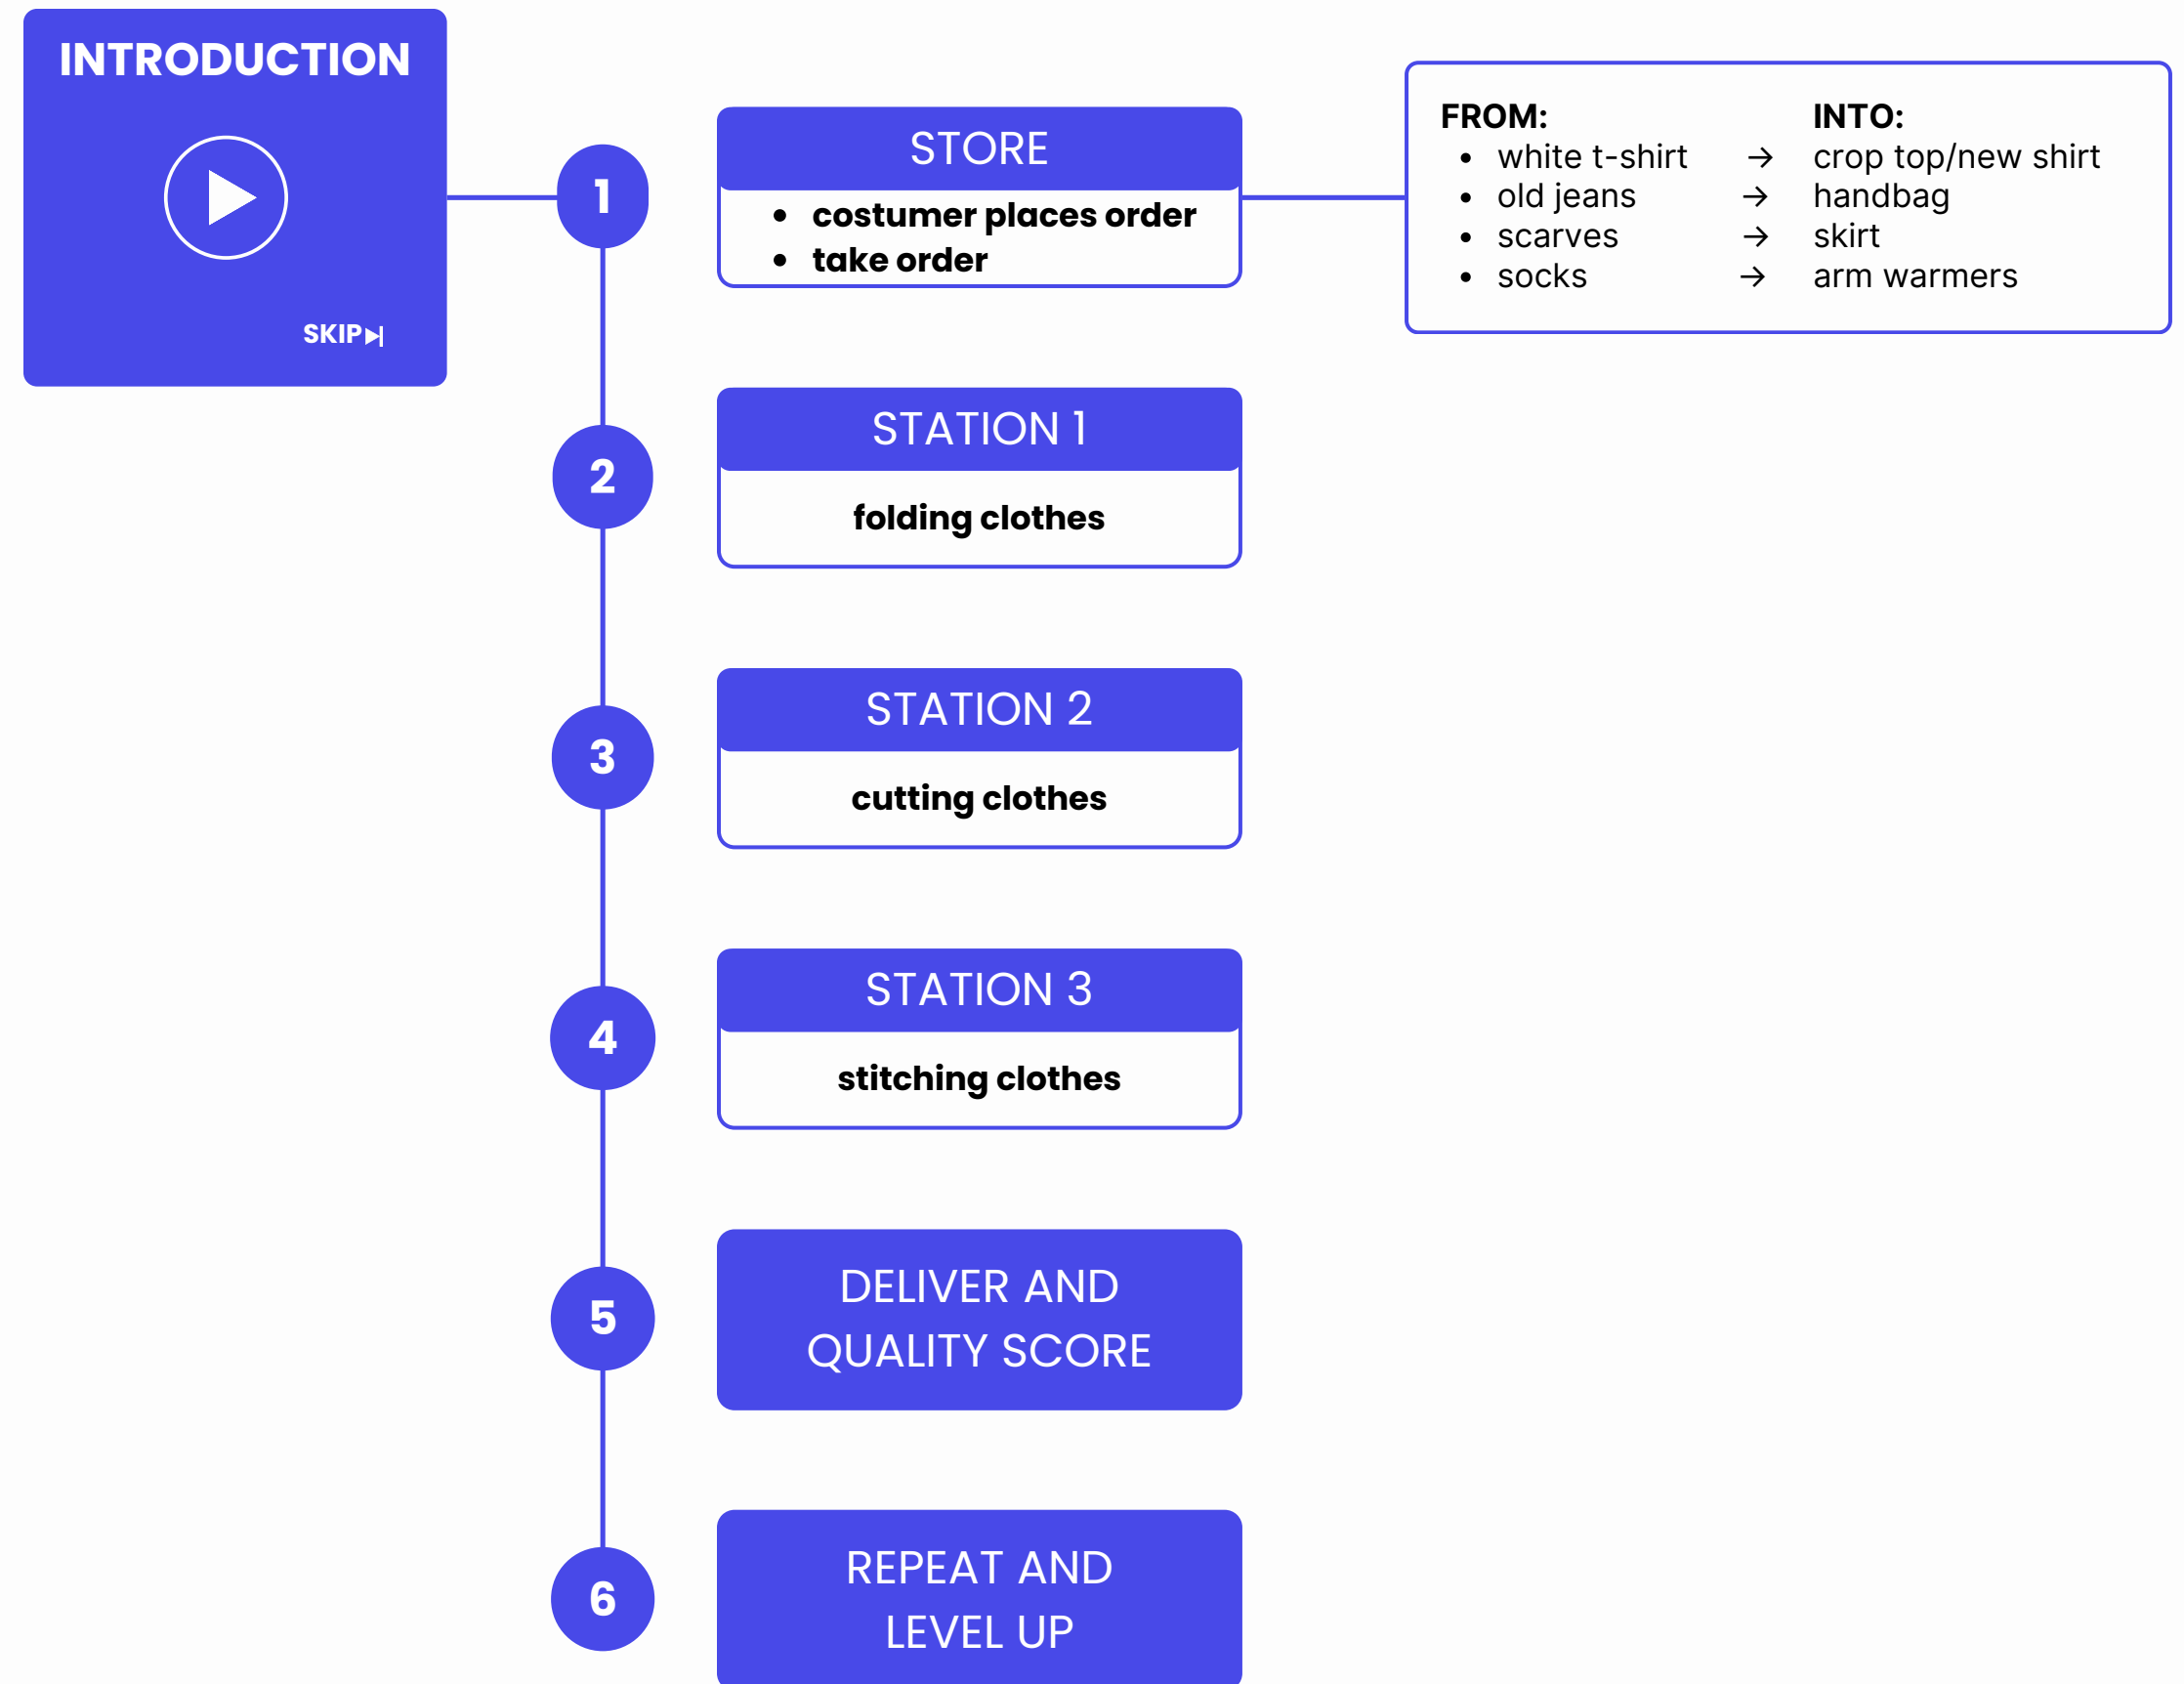 INTRODUCTION
SKIP
1
STORE
• costumer places order
• take order
FROM: INTO:
• white t-shirt → crop top/new shirt
• old jeans → handbag
• scarves → skirt
• socks → arm warmers
2
STATION 1
folding clothes
3
STATION 2
cutting clothes
4
STATION 3
stitching clothes
5
DELIVER AND
QUALITY SCORE
6
REPEAT AND
LEVEL UP